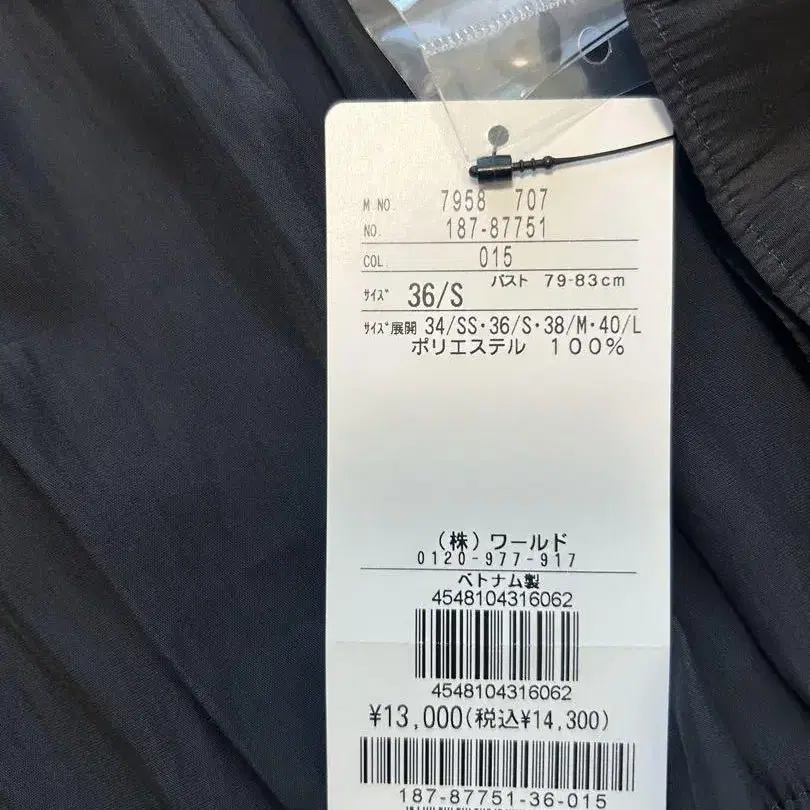 M NO. 7958 707
NO. 187-87751
COL. 015
ｻｲｽﾞ 36/S バスト 79-83cm
ｻｲｽﾞ展開 34/SS・36/S・38/M・40/L
ポリエステル 100%
(株)ワールド
0120-977-917
ベトナム製
4548104316062
4548104316062
¥13,000(税込¥14,300)
187-87751-36-015